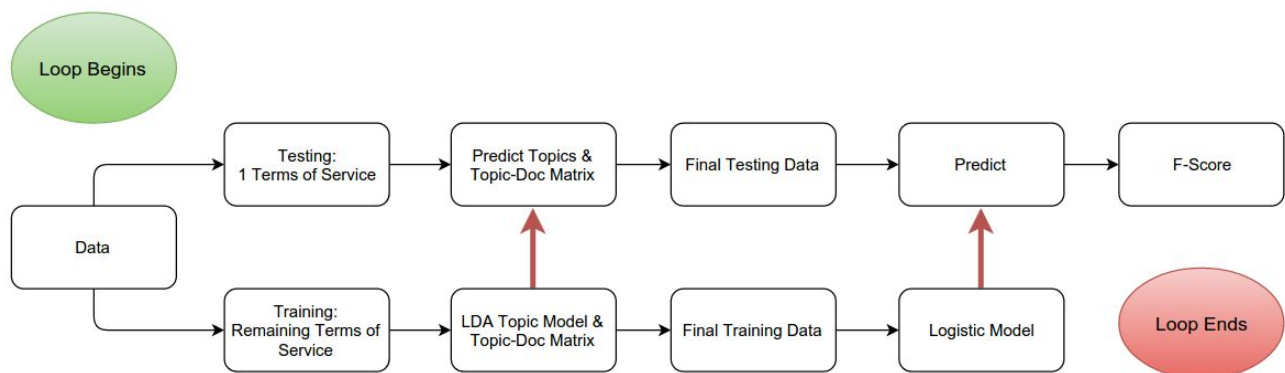 Loop Begins
Testing:
1 Terms of Service
Predict Topics &
Topic-Doc Matrix
Final Testing Data
Predict
F-Score
Data
Training:
Remaining Terms of
Service
LDA Topic Model &
Topic-Doc Matrix
Final Training Data
Logistic Model
Loop Ends